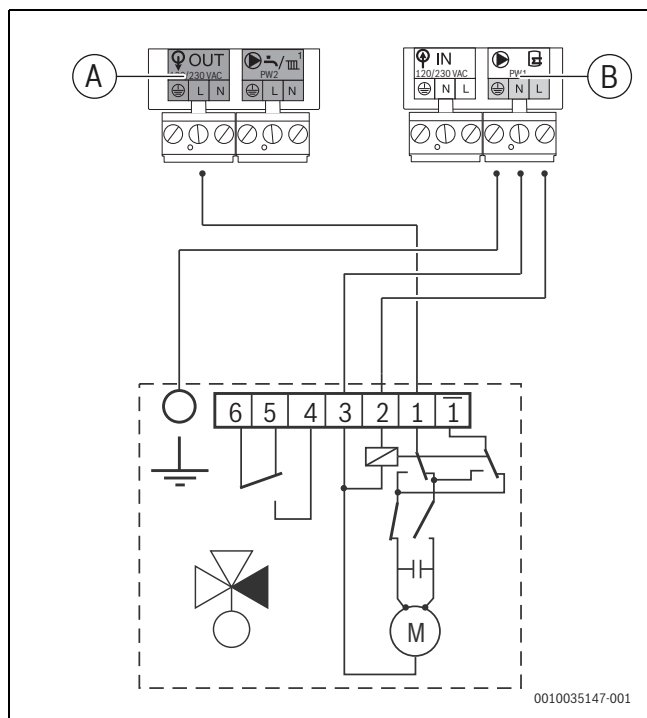 A
OUT
120/230 VAC
L N
1
PW2
L N
IN
120/230 VAC
N L
PW1
N L
B
6 5 4 3 2 1 1
M
0010035147-001